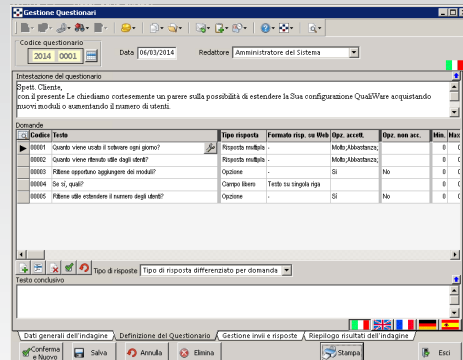 Gestione Questionari
Codice questionario
2014 0001
Data 06/03/2014
Redattore Amministratore del Sistema
Intestazione del questionario
Spett. Cliente,
con il presente Le chiediamo cortesemente un parere sulla possibilità di estendere la Sua configurazione QualiWare acquistando
nuovi moduli o aumentando il numero di utenti.
Domande
Codice Testo Tipo risposta Formato risp. su Web Opz. accett. Opz. non acc. Min. Max
00001 Quanto viene usato il software ogni giorno? Risposta multipla - Molto;Abbastanza; 0 0
00002 Quanto viene ritenuto utile dagli utenti? Risposta multipla - Molto;Abbastanza; 0 0
00003 Ritiene opportuno aggiungere dei moduli? Opzione - Sì No 0 0
00004 Se sì, quali? Campo libero Testo su singola riga 0 0
00005 Ritiene utile estendere il numero degli utenti? Opzione - Sì No 0 0
Tipo di risposte Tipo di risposta differenziato per domanda
Testo conclusivo
Dati generali dell'indagine Definizione del Questionario Gestione invii e risposte Riepilogo risultati dell'indagine
Conferma e Nuovo Salva Annulla Elimina Stampa Esci